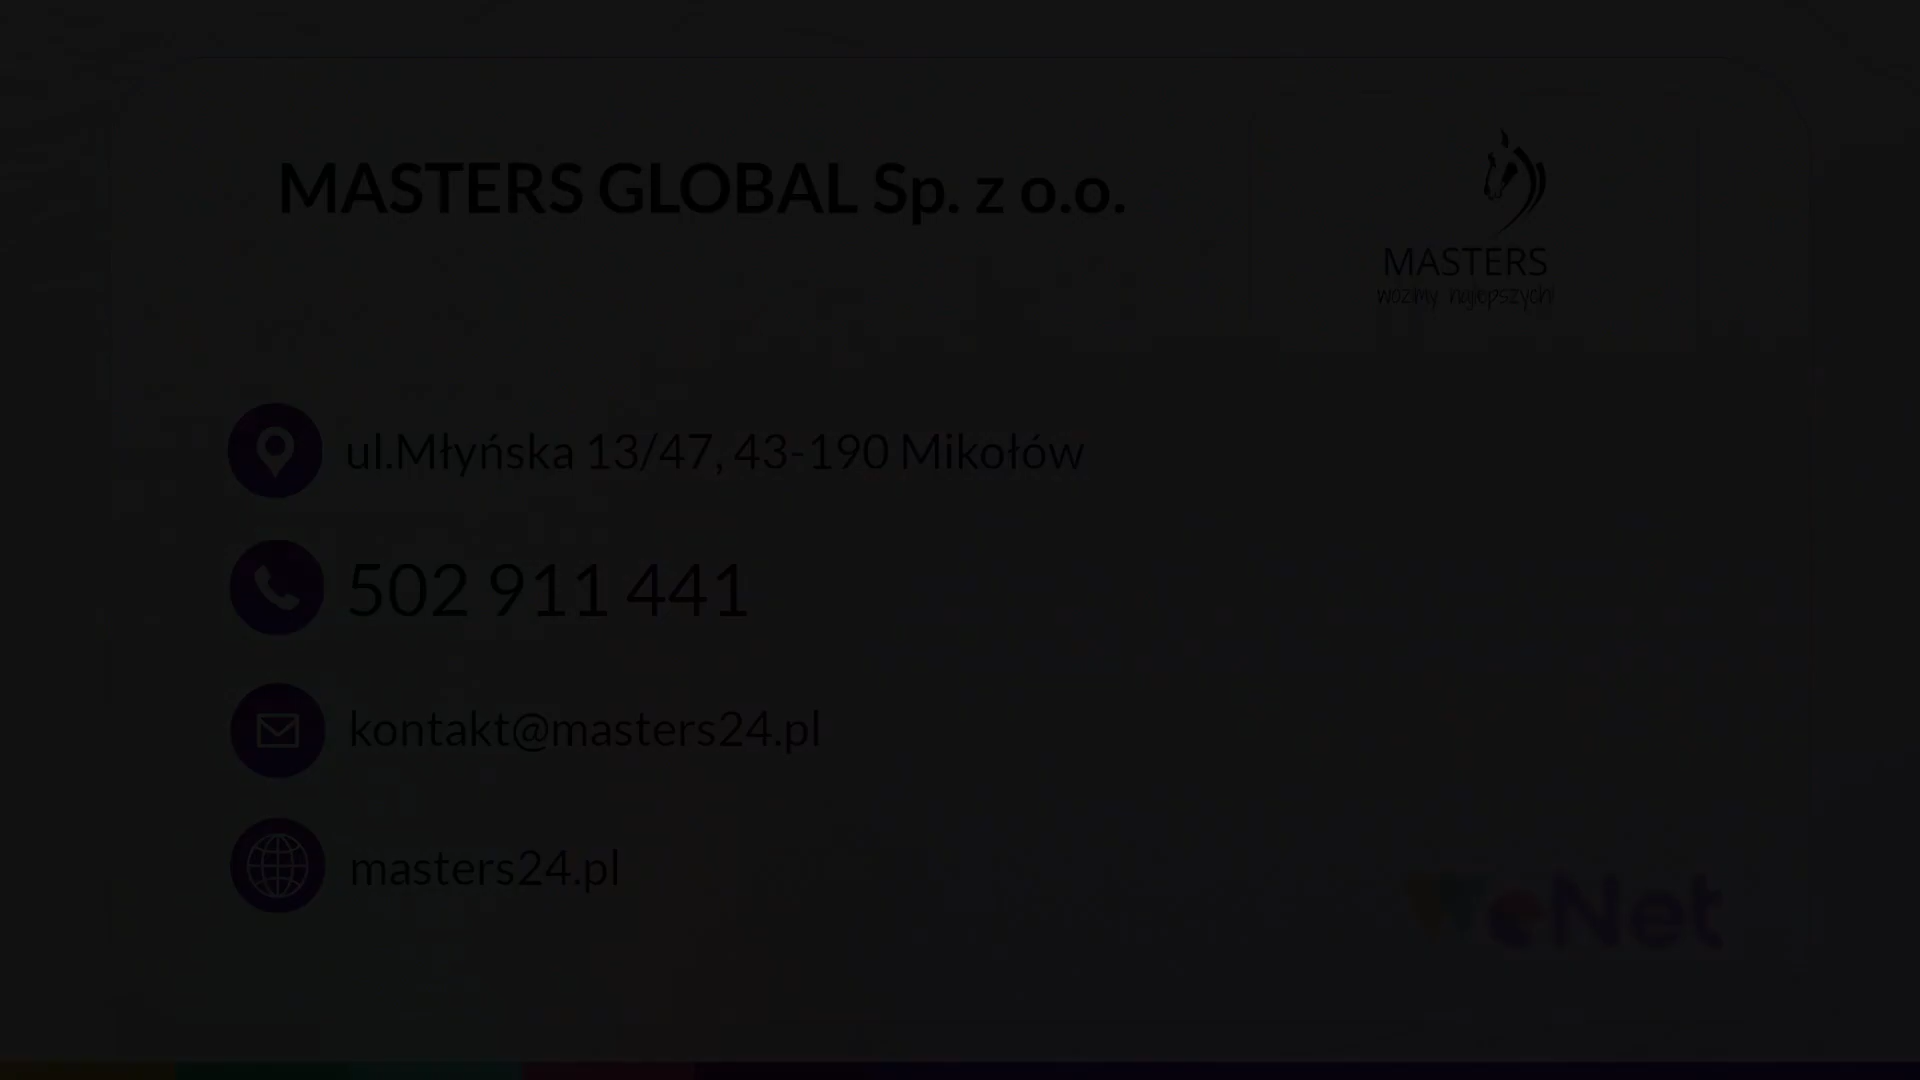 MASTERS GLOBAL Sp. z o.o.
MASTERS
wozimy najlepszych!
ul.Młyńska 13/47, 43-190 Mikołów
502 911 441
kontakt@masters24.pl
masters24.pl
WeNet